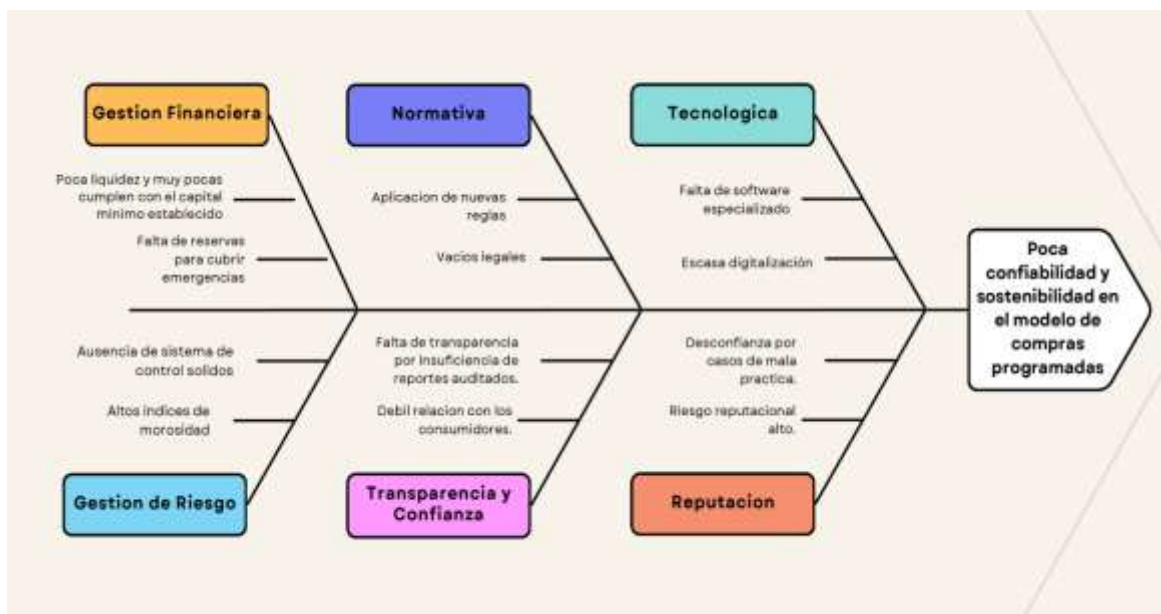 Gestion Financiera
Normativa
Tecnologica
Poca liquidez y muy pocas
cumplen con el capital
minimo establecido
Falta de reservas
para cubrir
emergencias
Aplicacion de nuevas
reglas
Vacios legales
Falta de software
especializado
Escasa digitalización
Poca
confiabilidad y
sostenibilidad en
el modelo de
compras
programadas
Ausencia de sistema de
control solidos
Altos indices de
morosidad
Falta de transparencia
por Insuficiencia de
reportes auditados.
Debil relacion con los
consumidores.
Desconfianza por
casos de mala
practica.
Riesgo reputacional
alto.
Gestion de Riesgo
Transparencia y
Confianza
Reputacion